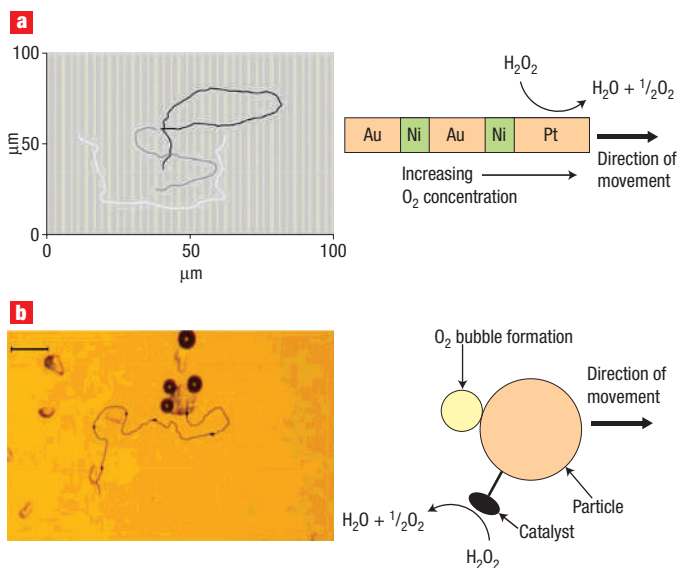 a
100
50
0
μm
0
50
100
μm
H₂O₂
H₂O + ¹/₂O₂
Au
Ni
Au
Ni
Pt
Increasing
O₂ concentration
Direction of
movement
b
O₂ bubble formation
Direction of
movement
Particle
Catalyst
H₂O + ¹/₂O₂
H₂O₂